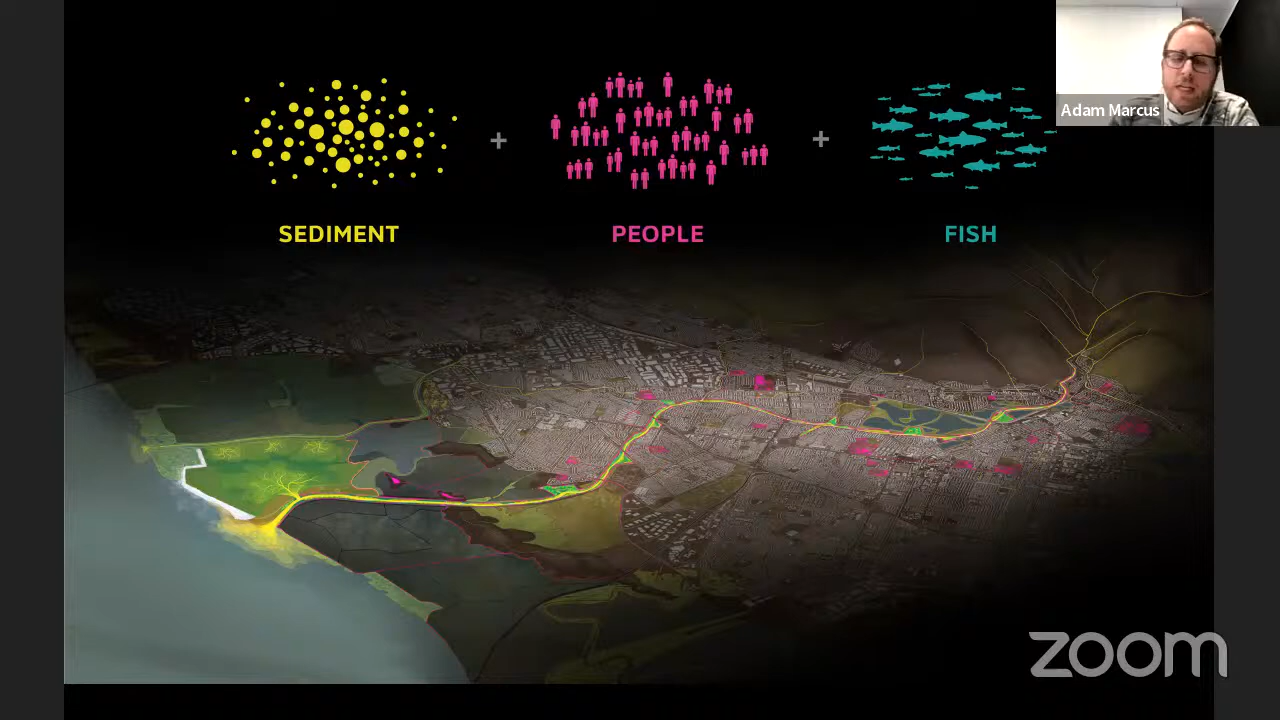 Adam Marcus
+
+
SEDIMENT
PEOPLE
FISH
zoom